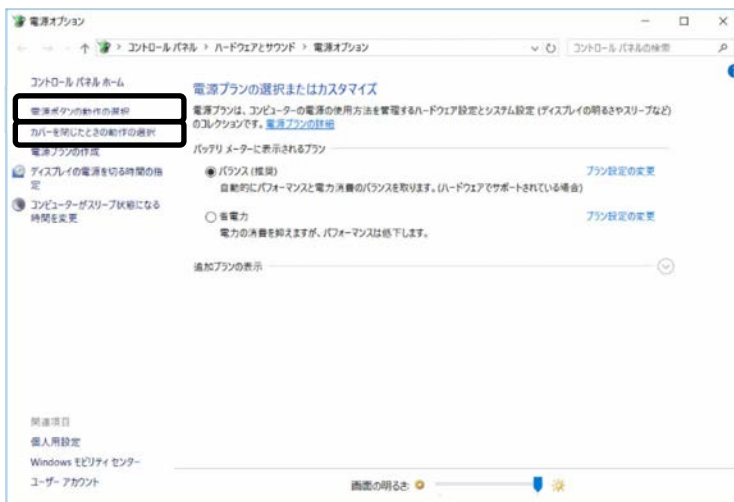 電源オプション
コントロール パネル > ハードウェアとサウンド > 電源オプション
コントロール パネルの検索
コントロール パネル ホーム
電源ボタンの動作の選択
カバーを閉じたときの動作の選択
電源プランの作成
ディスプレイの電源を切る時間の指
定
コンピューターがスリープ状態になる
時間を変更
電源プランの選択またはカスタマイズ
電源プランは、コンピューターの電源の使用方法を管理するハードウェア設定とシステム設定 (ディスプレイの明るさやスリープなど)
のコレクションです。電源プランの詳細
バッテリ メーターに表示されるプラン
バランス (推奨) プラン設定の変更
自動的にパフォーマンスと電力消費のバランスを取ります。(ハードウェアでサポートされている場合)
省電力 プラン設定の変更
電力の消費を抑えますが、パフォーマンスは低下します。
追加プランの表示
関連項目
個人用設定
Windows モビリティ センター
ユーザー アカウント
画面の明るさ: